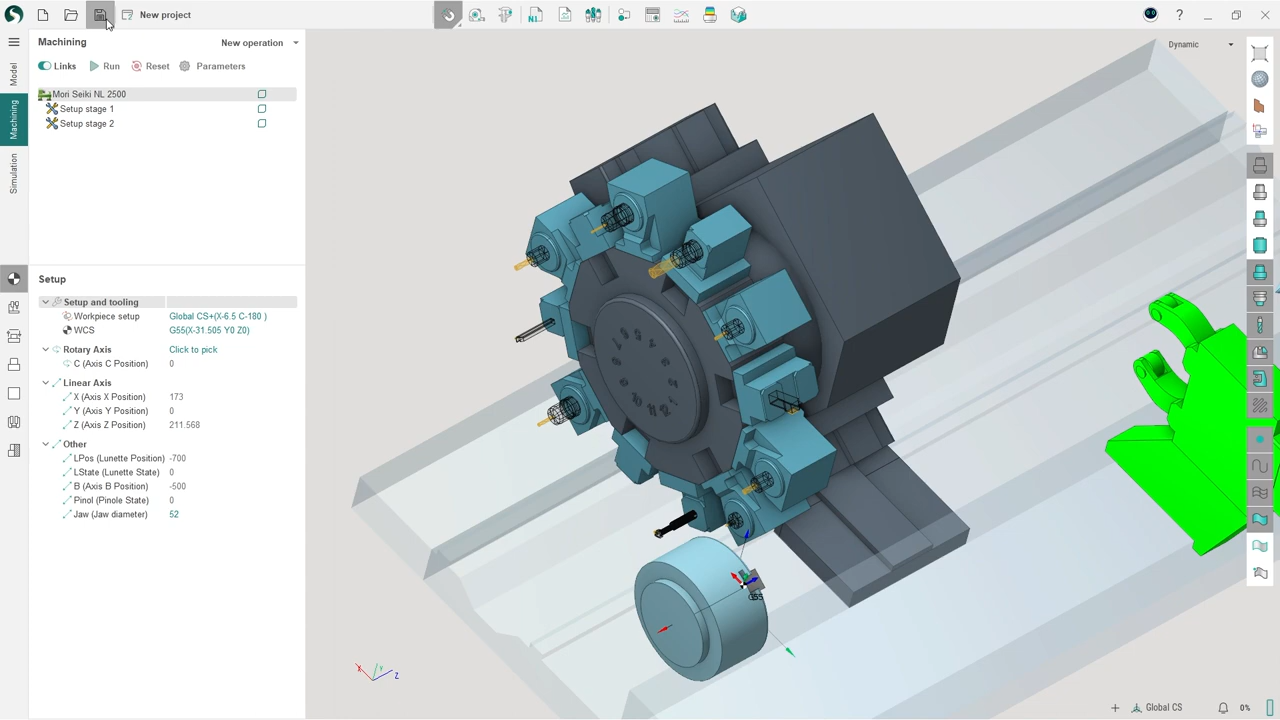 New project
?
Machining
New operation
Links
Run
Reset
Parameters
Dynamic
Model
Machining
Simulation
Mori Seiki NL 2500
Setup stage 1
Setup stage 2
Setup
Setup and tooling
Workpiece setup
Global CS+(X-6.5 C-180 )
WCS
G55(X-31.505 Y0 Z0)
Rotary Axis
Click to pick
C (Axis C Position)
0
Linear Axis
X (Axis X Position)
173
Y (Axis Y Position)
0
Z (Axis Z Position)
211.568
Other
LPos (Lunette Position)
-700
LState (Lunette State)
0
B (Axis B Position)
-500
Pinol (Pinole State)
0
Jaw (Jaw diameter)
52
G55
X
Y
Z
Global CS
0%